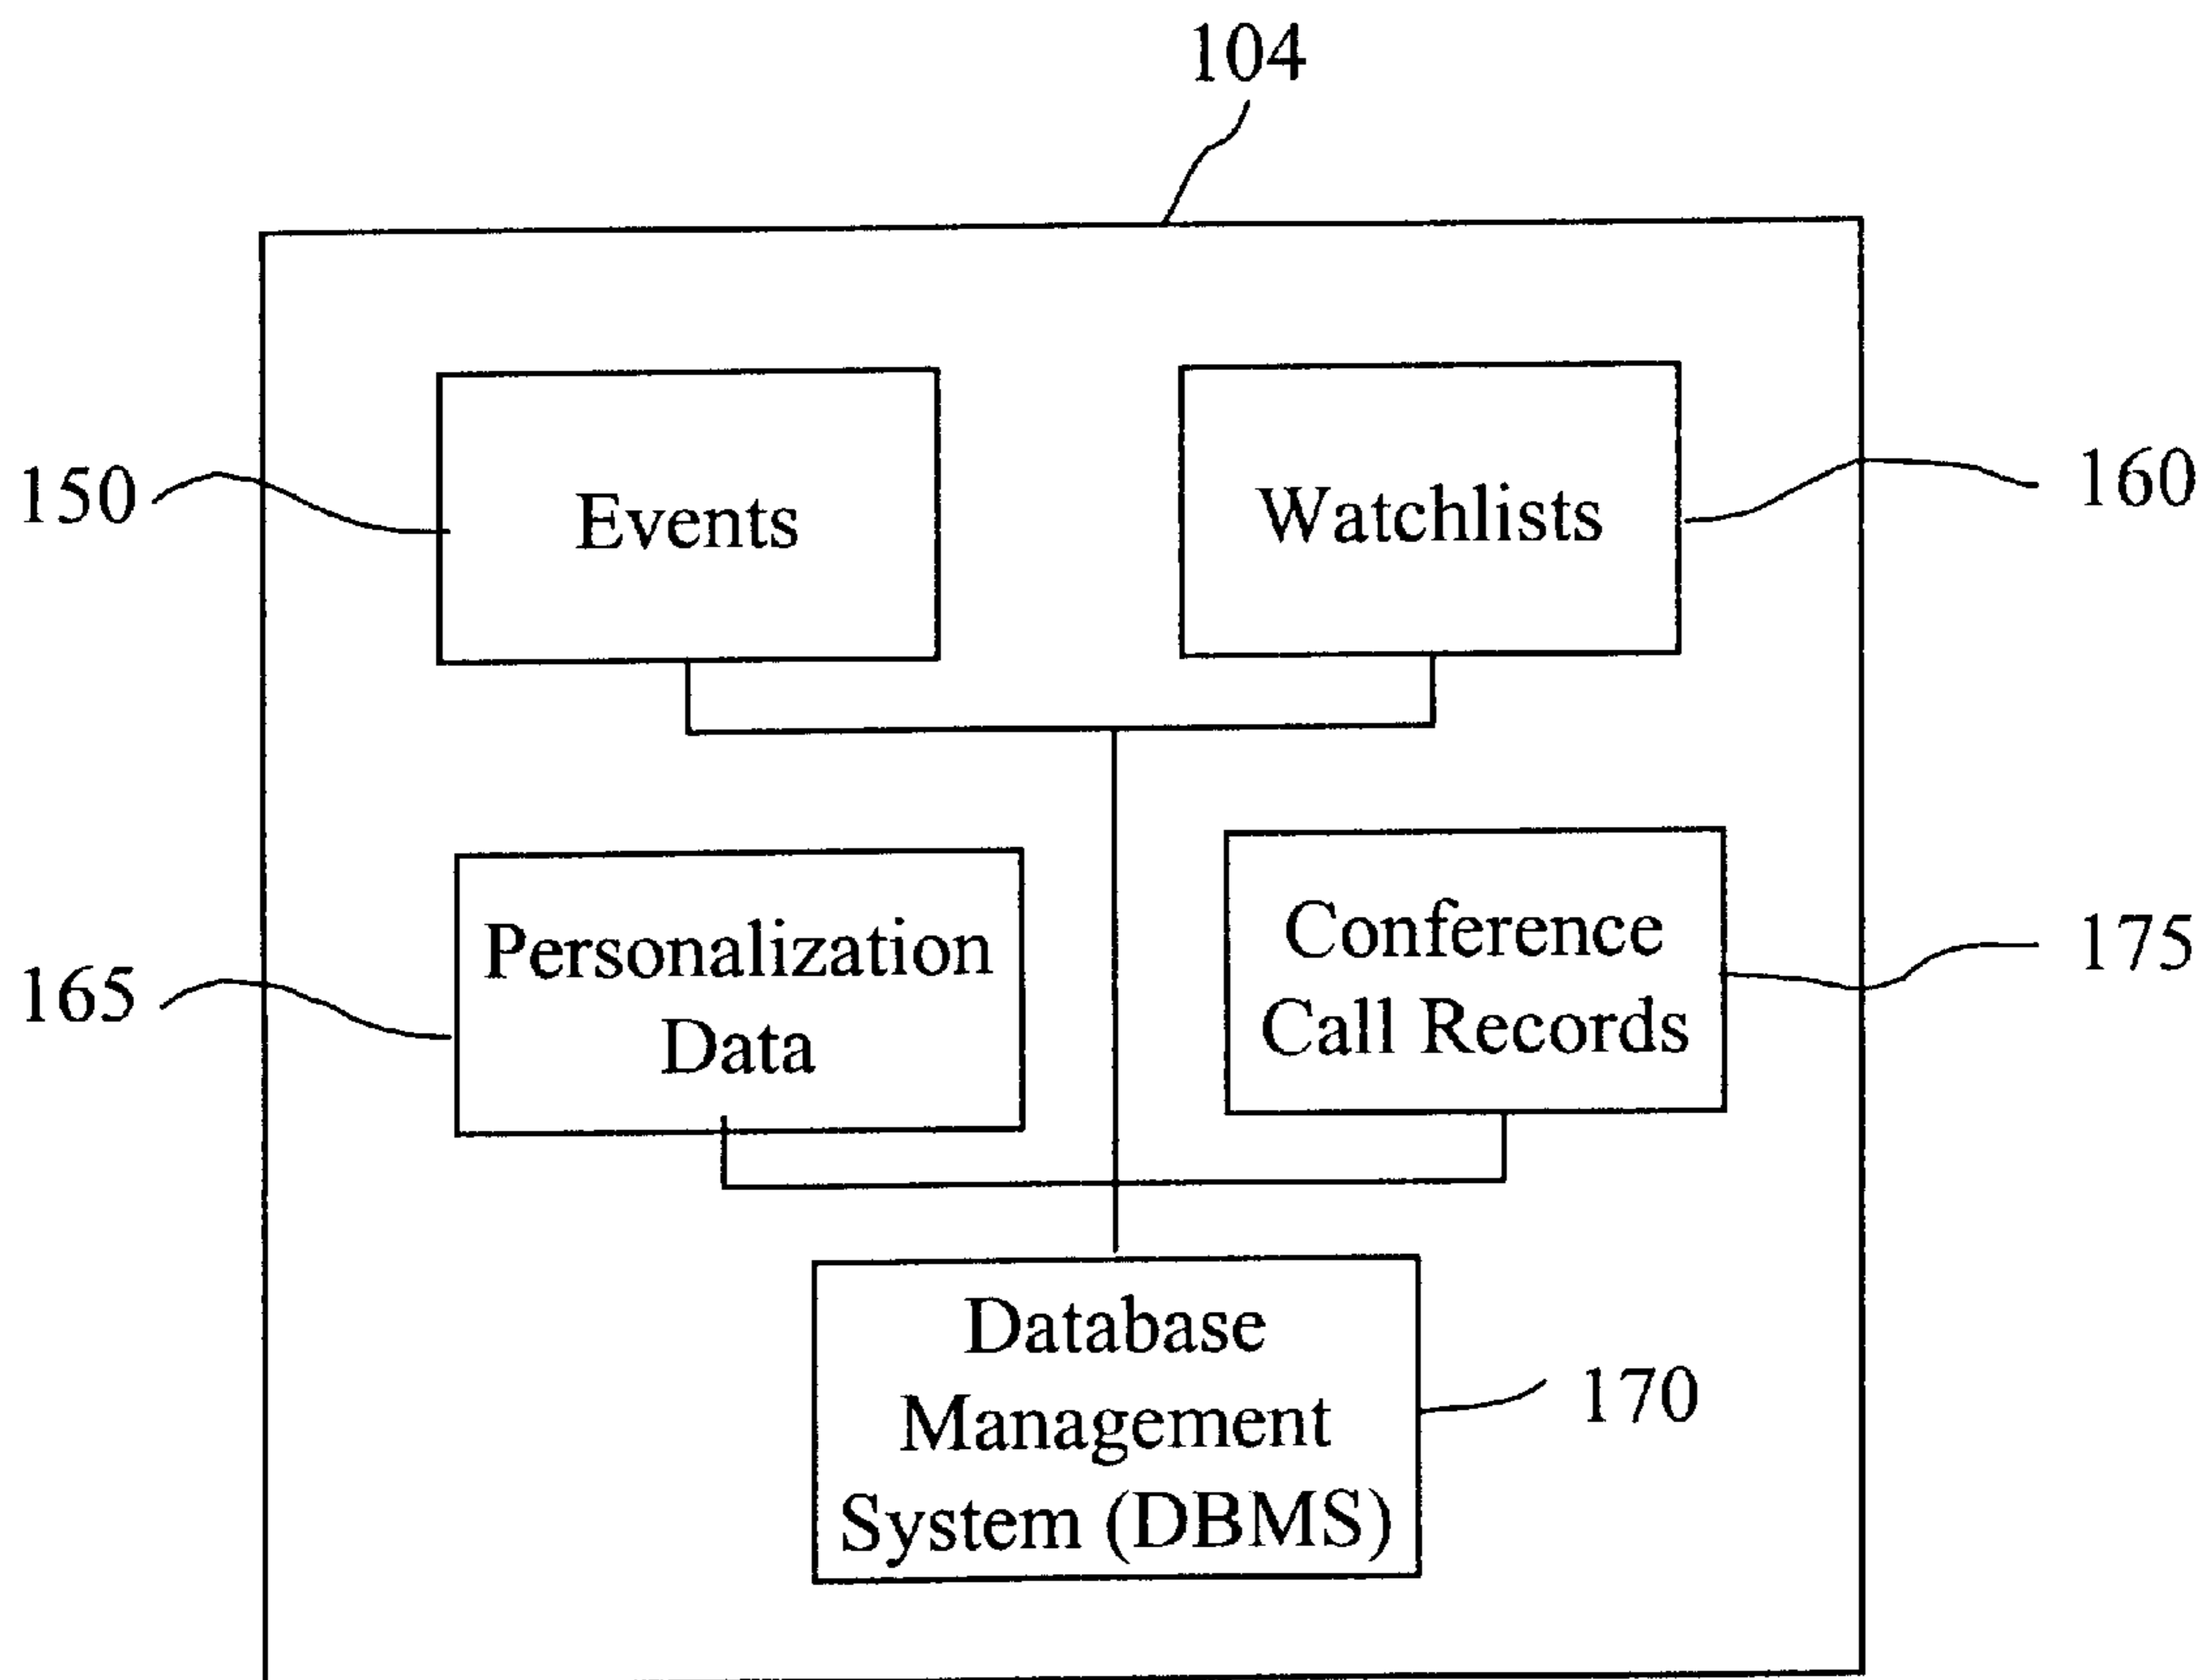 104
150
Events
Watchlists
160
165
Personalization
Data
Conference
Call Records
175
Database
Management
System (DBMS)
170